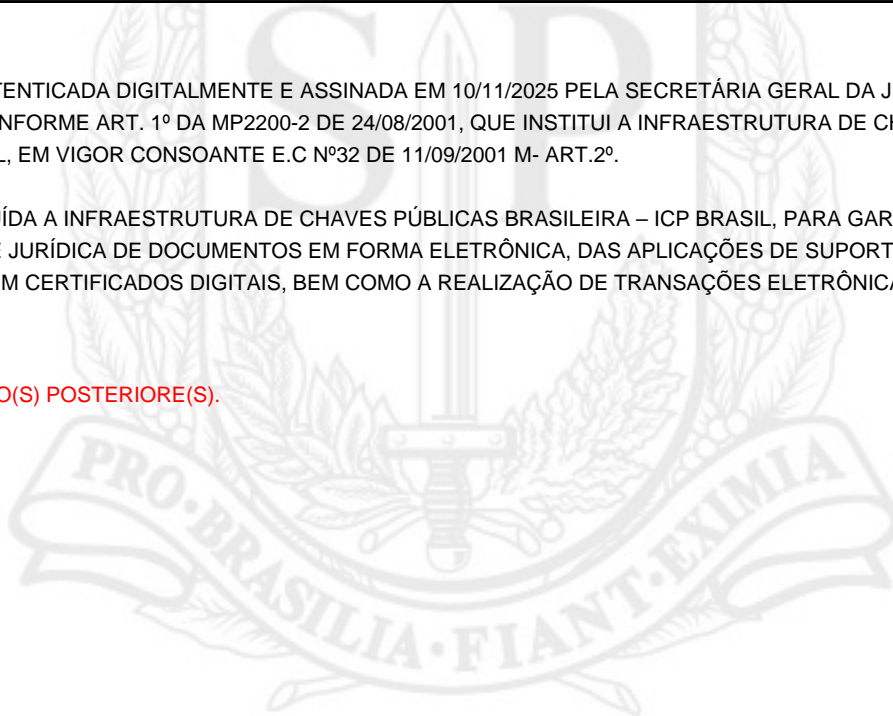 TENTICADA DIGITALMENTE E ASSINADA EM 10/11/2025 PELA SECRETÁRIA GERAL DA J
NFORME ART. 1º DA MP2200-2 DE 24/08/2001, QUE INSTITUI A INFRAESTRUTURA DE CH
L, EM VIGOR CONSOANTE E.C Nº32 DE 11/09/2001 M- ART.2º.
UÍDA A INFRAESTRUTURA DE CHAVES PÚBLICAS BRASILEIRA – ICP BRASIL, PARA GAR
E JURÍDICA DE DOCUMENTOS EM FORMA ELETRÔNICA, DAS APLICAÇÕES DE SUPORT
M CERTIFICADOS DIGITAIS, BEM COMO A REALIZAÇÃO DE TRANSAÇÕES ELETRÔNICA
O(S) POSTERIORE(S).
SP
PRO·BRASILIA·FIANT·EXIMIA